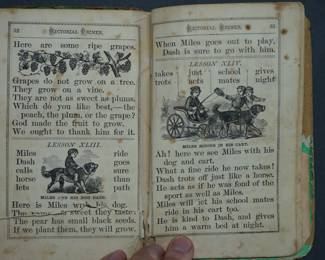 32 PICTORIAL PRIMER.
Here are some ripe grapes.
Grapes do not grow on a tree.
They grow on a vine.
They are not as sweet as plums.
Which do you like best,—the
peach, the plum, or the grape?
God made the fruit to grow.
We ought to thank him for it.
LESSON XLIII.
Miles ride
Dash goes
calls sure
horse than
lets path
MILES AND HIS DOG DASH.
Here is Miles with his dog.
The sweet they taste.
The pear has small black seeds.
If we plant them, they will grow.
PICTORIAL PRIMER. 33
When Miles goes out to play,
Dash is sure to go with him.
LESSON XLIV.
takes just school gives
trots acts mates night
MILES RIDING IN HIS CART.
Ah! here we see Miles with his
dog and cart.
What a fine ride he now takes!
Dash trots off just like a horse.
He acts as if he was fond of the
sport as well as Miles.
Miles will let his school mates
ride in his cart too.
He is kind to Dash, and gives
him a warm bed at night.